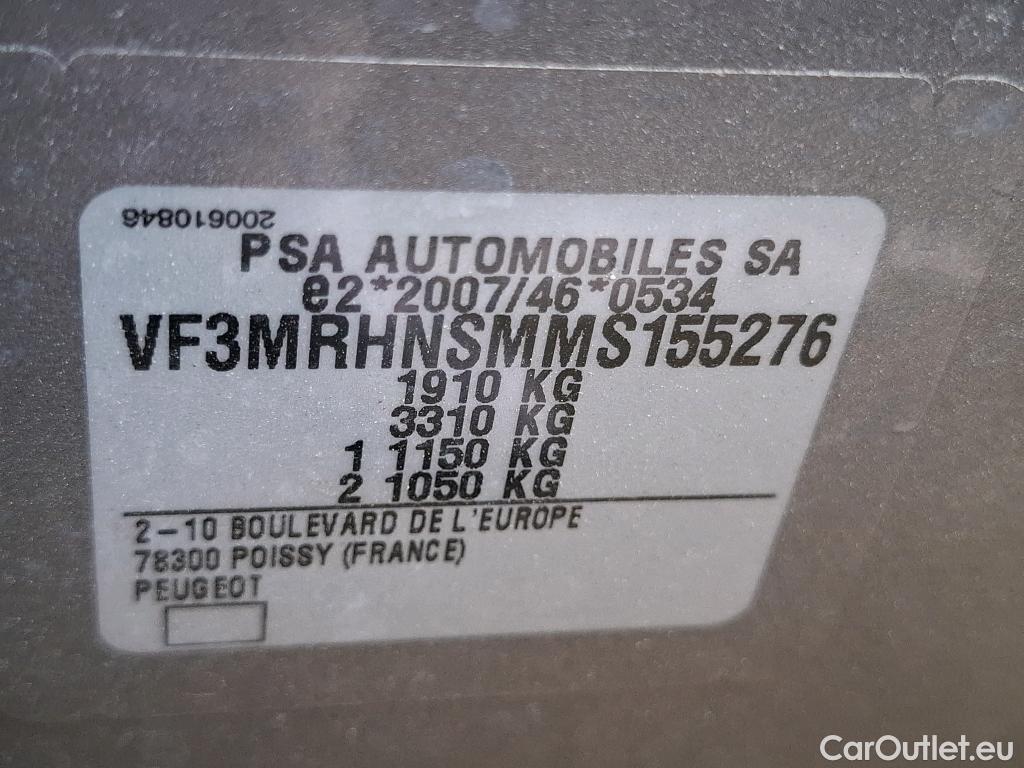 200610846
PSA AUTOMOBILES SA
e2*2007/46*0534
VF3MRHNSMMS155276
1910 KG
3310 KG
1 1150 KG
2 1050 KG
2-10 BOULEVARD DE L'EUROPE
78300 POISSY (FRANCE)
PEUGEOT
CarOutlet.eu